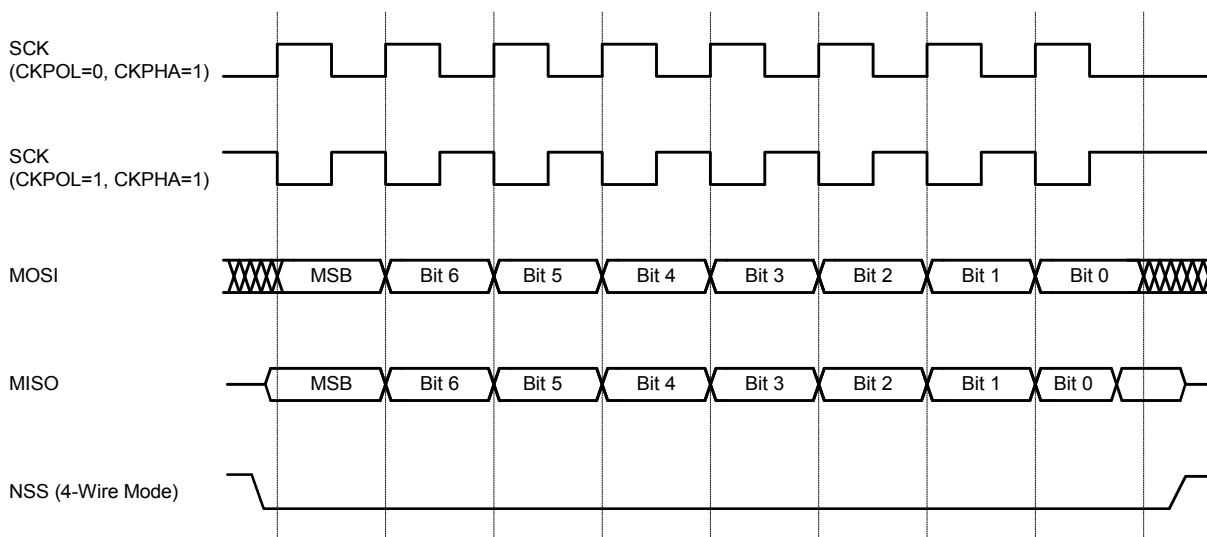 SCK
(CKPOL=0, CKPHA=1)
SCK
(CKPOL=1, CKPHA=1)
MOSI MSB Bit 6 Bit 5 Bit 4 Bit 3 Bit 2 Bit 1 Bit 0
MISO MSB Bit 6 Bit 5 Bit 4 Bit 3 Bit 2 Bit 1 Bit 0
NSS (4-Wire Mode)